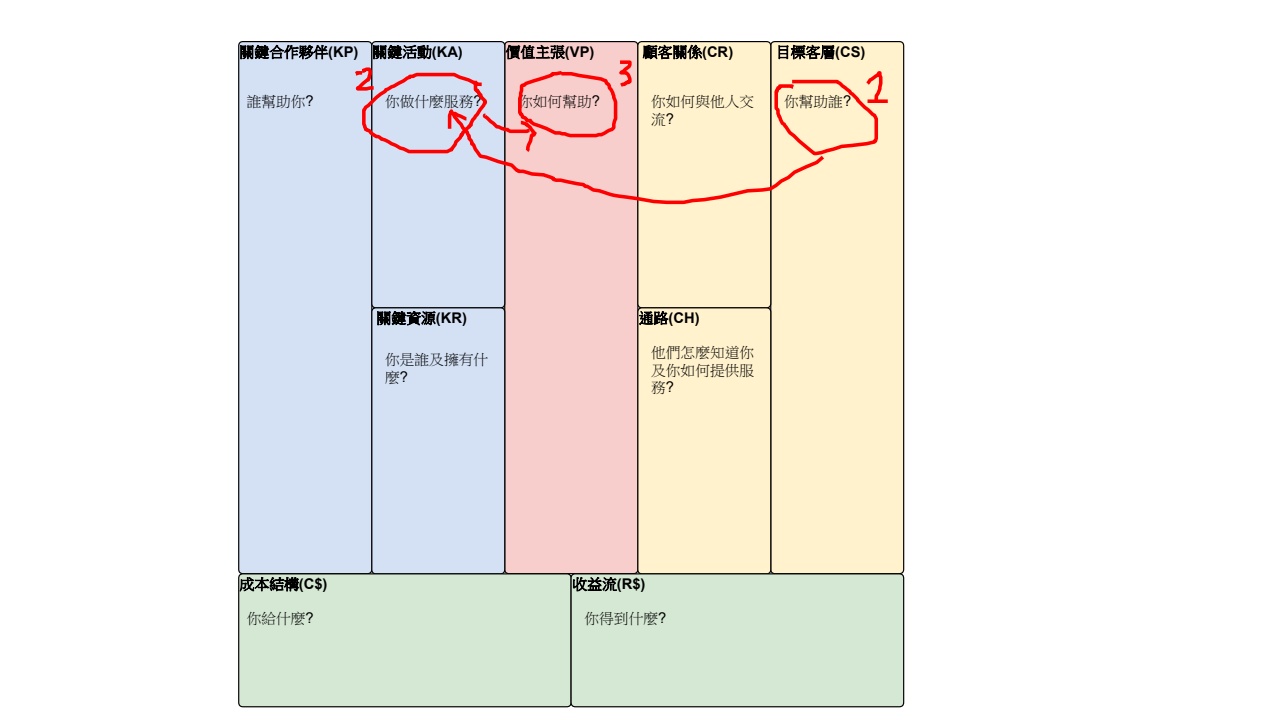 關鍵合作夥伴(KP)
誰幫助你?
2
關鍵活動(KA)
你做什麼服務?
價值主張(VP)
3
你如何幫助?
顧客關係(CR)
你如何與他人交
流?
目標客層(CS)
你幫助誰?
1
關鍵資源(KR)
你是誰及擁有什
麼?
通路(CH)
他們怎麼知道你
及你如何提供服
務?
成本結構(C$)
你給什麼?
收益流(R$)
你得到什麼?